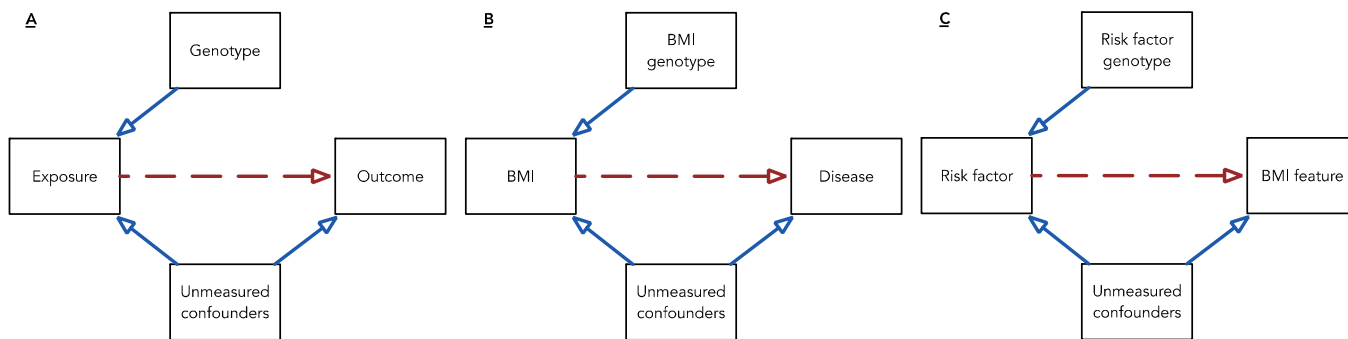 A
Genotype
Exposure
Outcome
Unmeasured
confounders
B
BMI
genotype
BMI
Disease
Unmeasured
confounders
C
Risk factor
genotype
Risk factor
BMI feature
Unmeasured
confounders